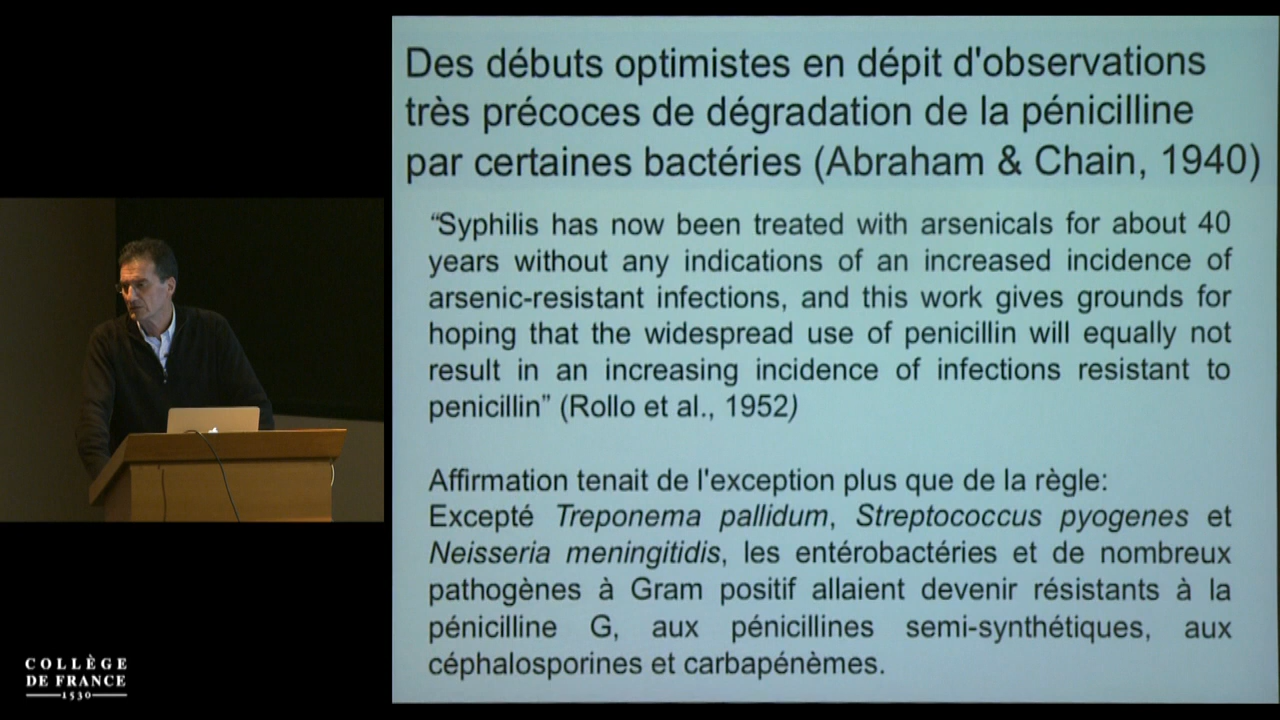 Des débuts optimistes en dépit d'observations
très précoces de dégradation de la pénicilline
par certaines bactéries (Abraham & Chain, 1940)
“Syphilis has now been treated with arsenicals for about 40
years without any indications of an increased incidence of
arsenic-resistant infections, and this work gives grounds for
hoping that the widespread use of penicillin will equally not
result in an increasing incidence of infections resistant to
penicillin” (Rollo et al., 1952)
Affirmation tenait de l'exception plus que de la règle:
Excepté Treponema pallidum, Streptococcus pyogenes et
Neisseria meningitidis, les entérobactéries et de nombreux
pathogènes à Gram positif allaient devenir résistants à la
pénicilline G, aux pénicillines semi-synthétiques, aux
céphalosporines et carbapénèmes.
COLLÈGE
DE FRANCE
1530